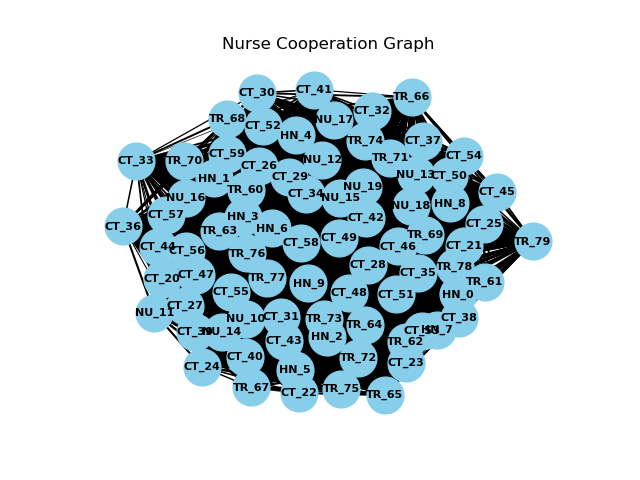 Nurse Cooperation Graph
CT_30
CT_41
TR_66
CT_32
TR_68
NU_17
CT_52
HN_4
TR_74
CT_37
CT_59
CT_33
TR_70
CT_54
TR_71
NU_12
CT_26
NU_13
CT_50
CT_29
HN_1
TR_60
NU_19
CT_45
CT_34
NU_16
NU_15
HN_8
NU_18
CT_57
HN_3
CT_42
CT_25
CT_36
HN_6
TR_63
TR_69
CT_49
TR_79
CT_58
CT_44
CT_46
CT_21
CT_56
TR_76
CT_28
TR_78
CT_35
CT_47
CT_20
TR_77
TR_61
HN_9
CT_55
CT_48
CT_51
HN_0
CT_27
NU_11
CT_31
NU_10
TR_73
CT_38
TR_64
NU_14
HN_7
HN_2
CT_43
TR_62
CT_40
TR_72
CT_23
CT_24
HN_5
TR_67
TR_75
CT_22
TR_65